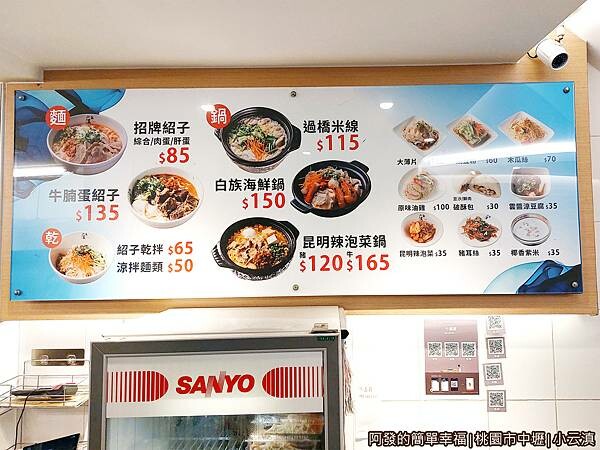 麵
招牌紹子
綜合/肉蛋/肝蛋
$85
牛腩蛋紹子
$135
乾
紹子乾拌 $65
涼拌麵類 $50
鍋
過橋米線
$115
白族海鮮鍋
$150
昆明辣泡菜鍋
豬$120 牛$165
大薄片
$60
木瓜絲 $70
原味油雞 $100
破酥包 $30
雲嵩涼豆腐 $35
昆明辣泡菜 $35
豬耳絲 $35
椰香紫米 $35
SANYO
阿發的簡單幸福|桃園市中壢|小云滇